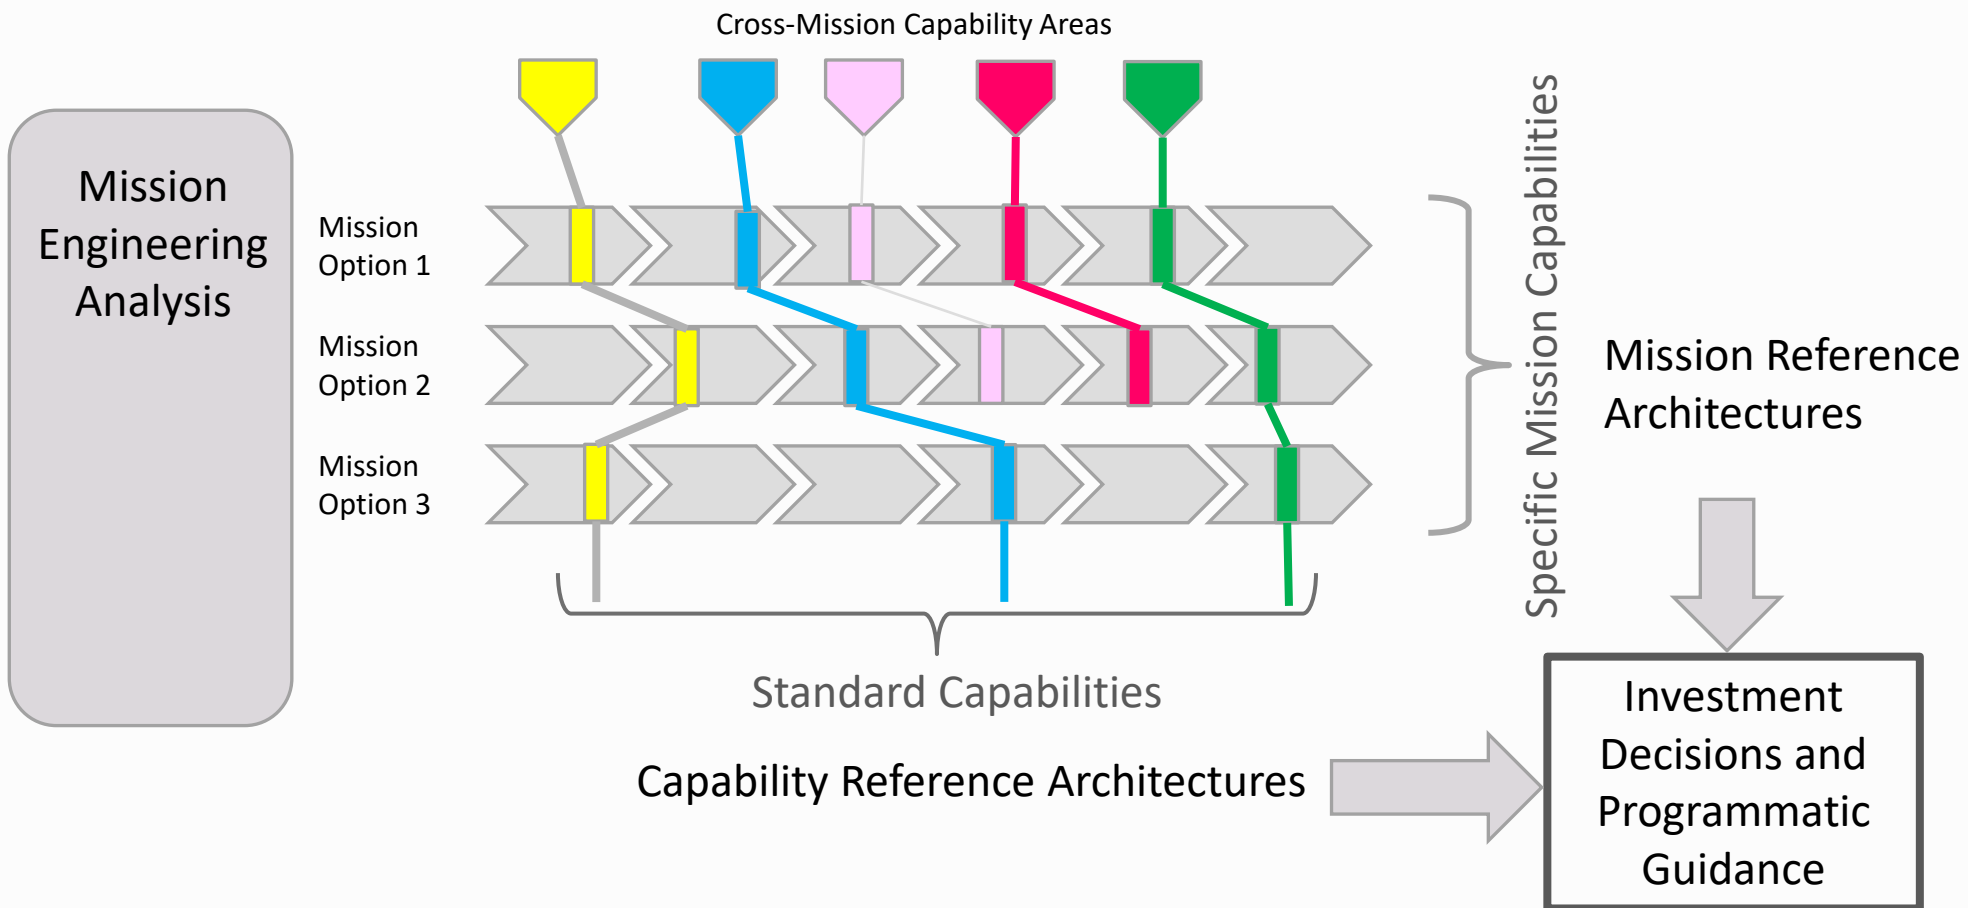 Cross-Mission Capability Areas
Mission
Engineering
Analysis
Mission
Option 1
Mission
Option 2
Mission
Option 3
Specific Mission Capabilities
Mission Reference
Architectures
Standard Capabilities
Capability Reference Architectures
Investment
Decisions and
Programmatic
Guidance